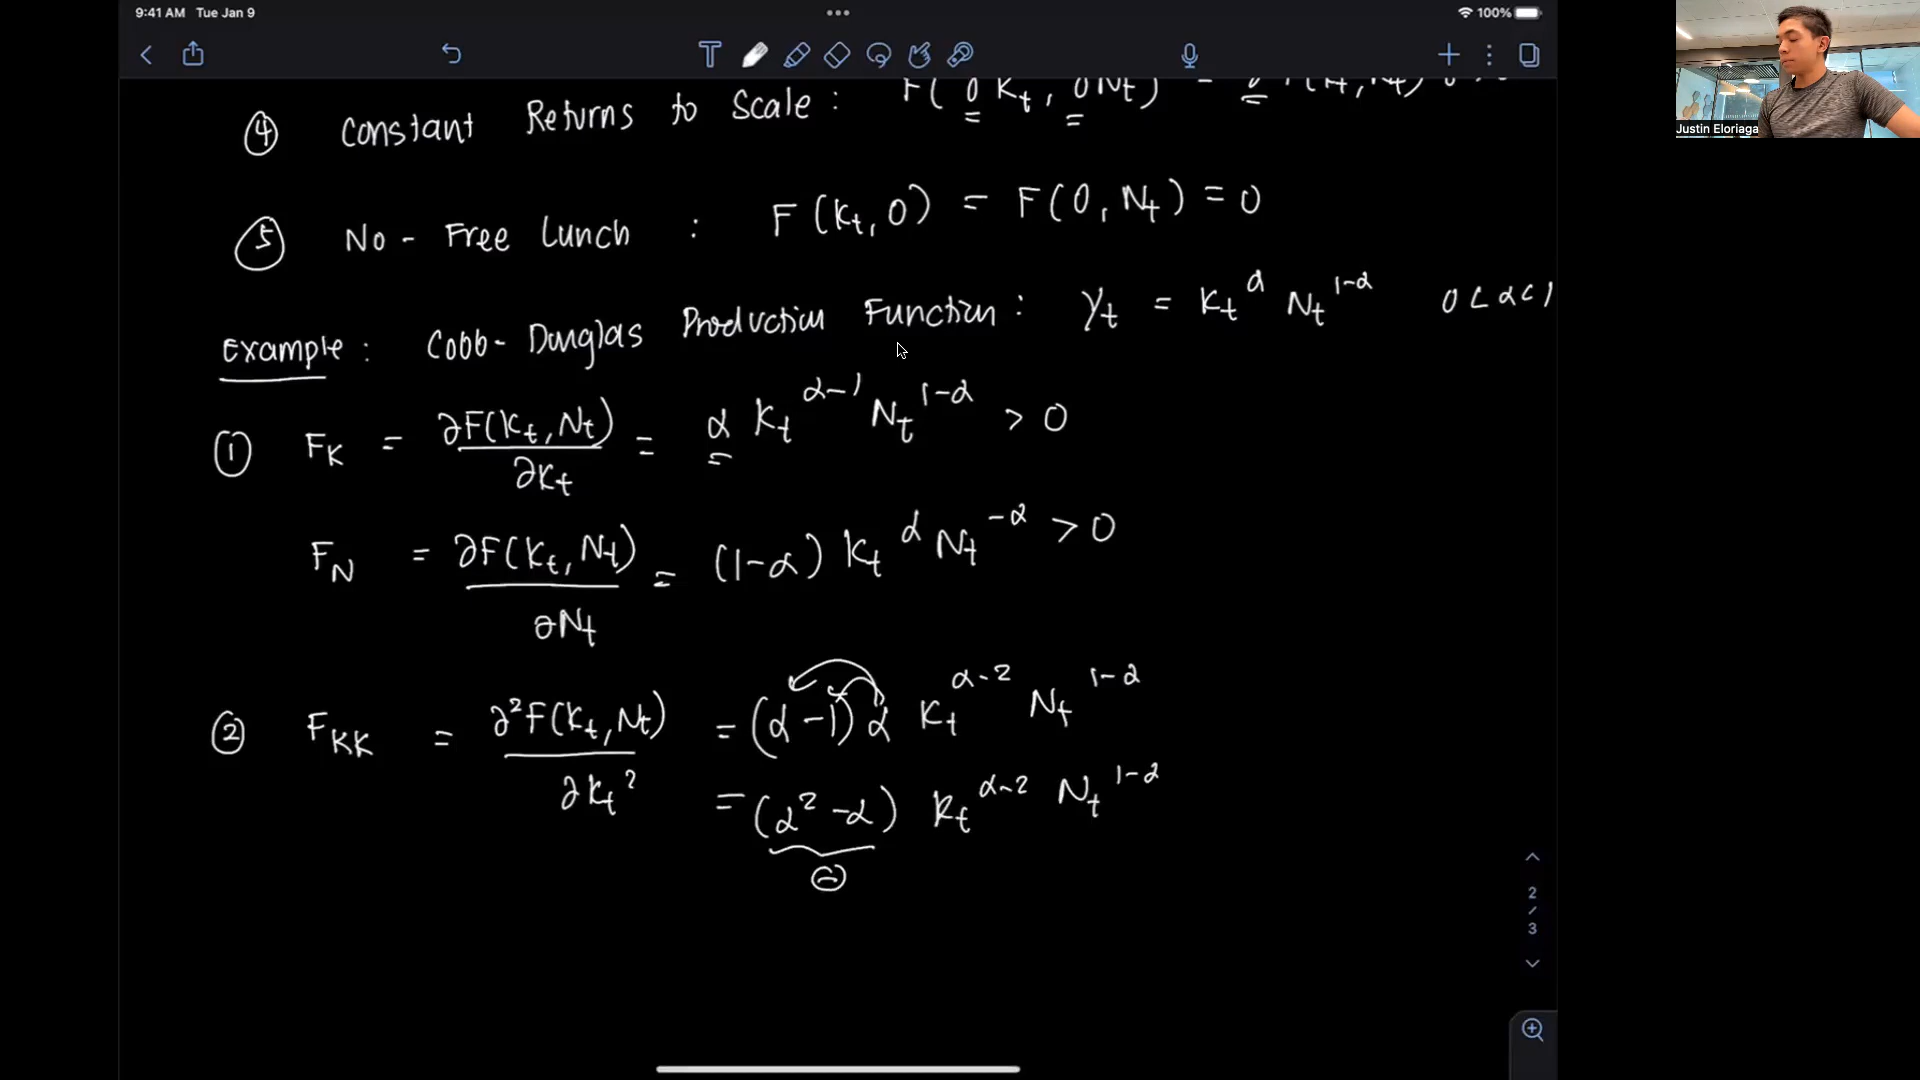 9:41 AM Tue Jan 9
100%
Justin Eloriaga
④ Constant Returns to Scale :
⑤ No - Free Lunch : F(Kt, 0) = F(0, Nt) = 0
Example : Cobb-Douglas Production Function : Yt = Kt^α Nt^1-α 0 < α < 1
① FK = ∂F(Kt, Nt) / ∂Kt = α Kt^α-1 Nt^1-α > 0
FN = ∂F(Kt, Nt) / ∂Nt = (1-α) Kt^α Nt^-α > 0
② FKK = ∂²F(Kt, Nt) / ∂Kt² = (α-1) α Kt^α-2 Nt^1-α
= (α² - α) Kt^α-2 Nt^1-α
⊖
2
/
3